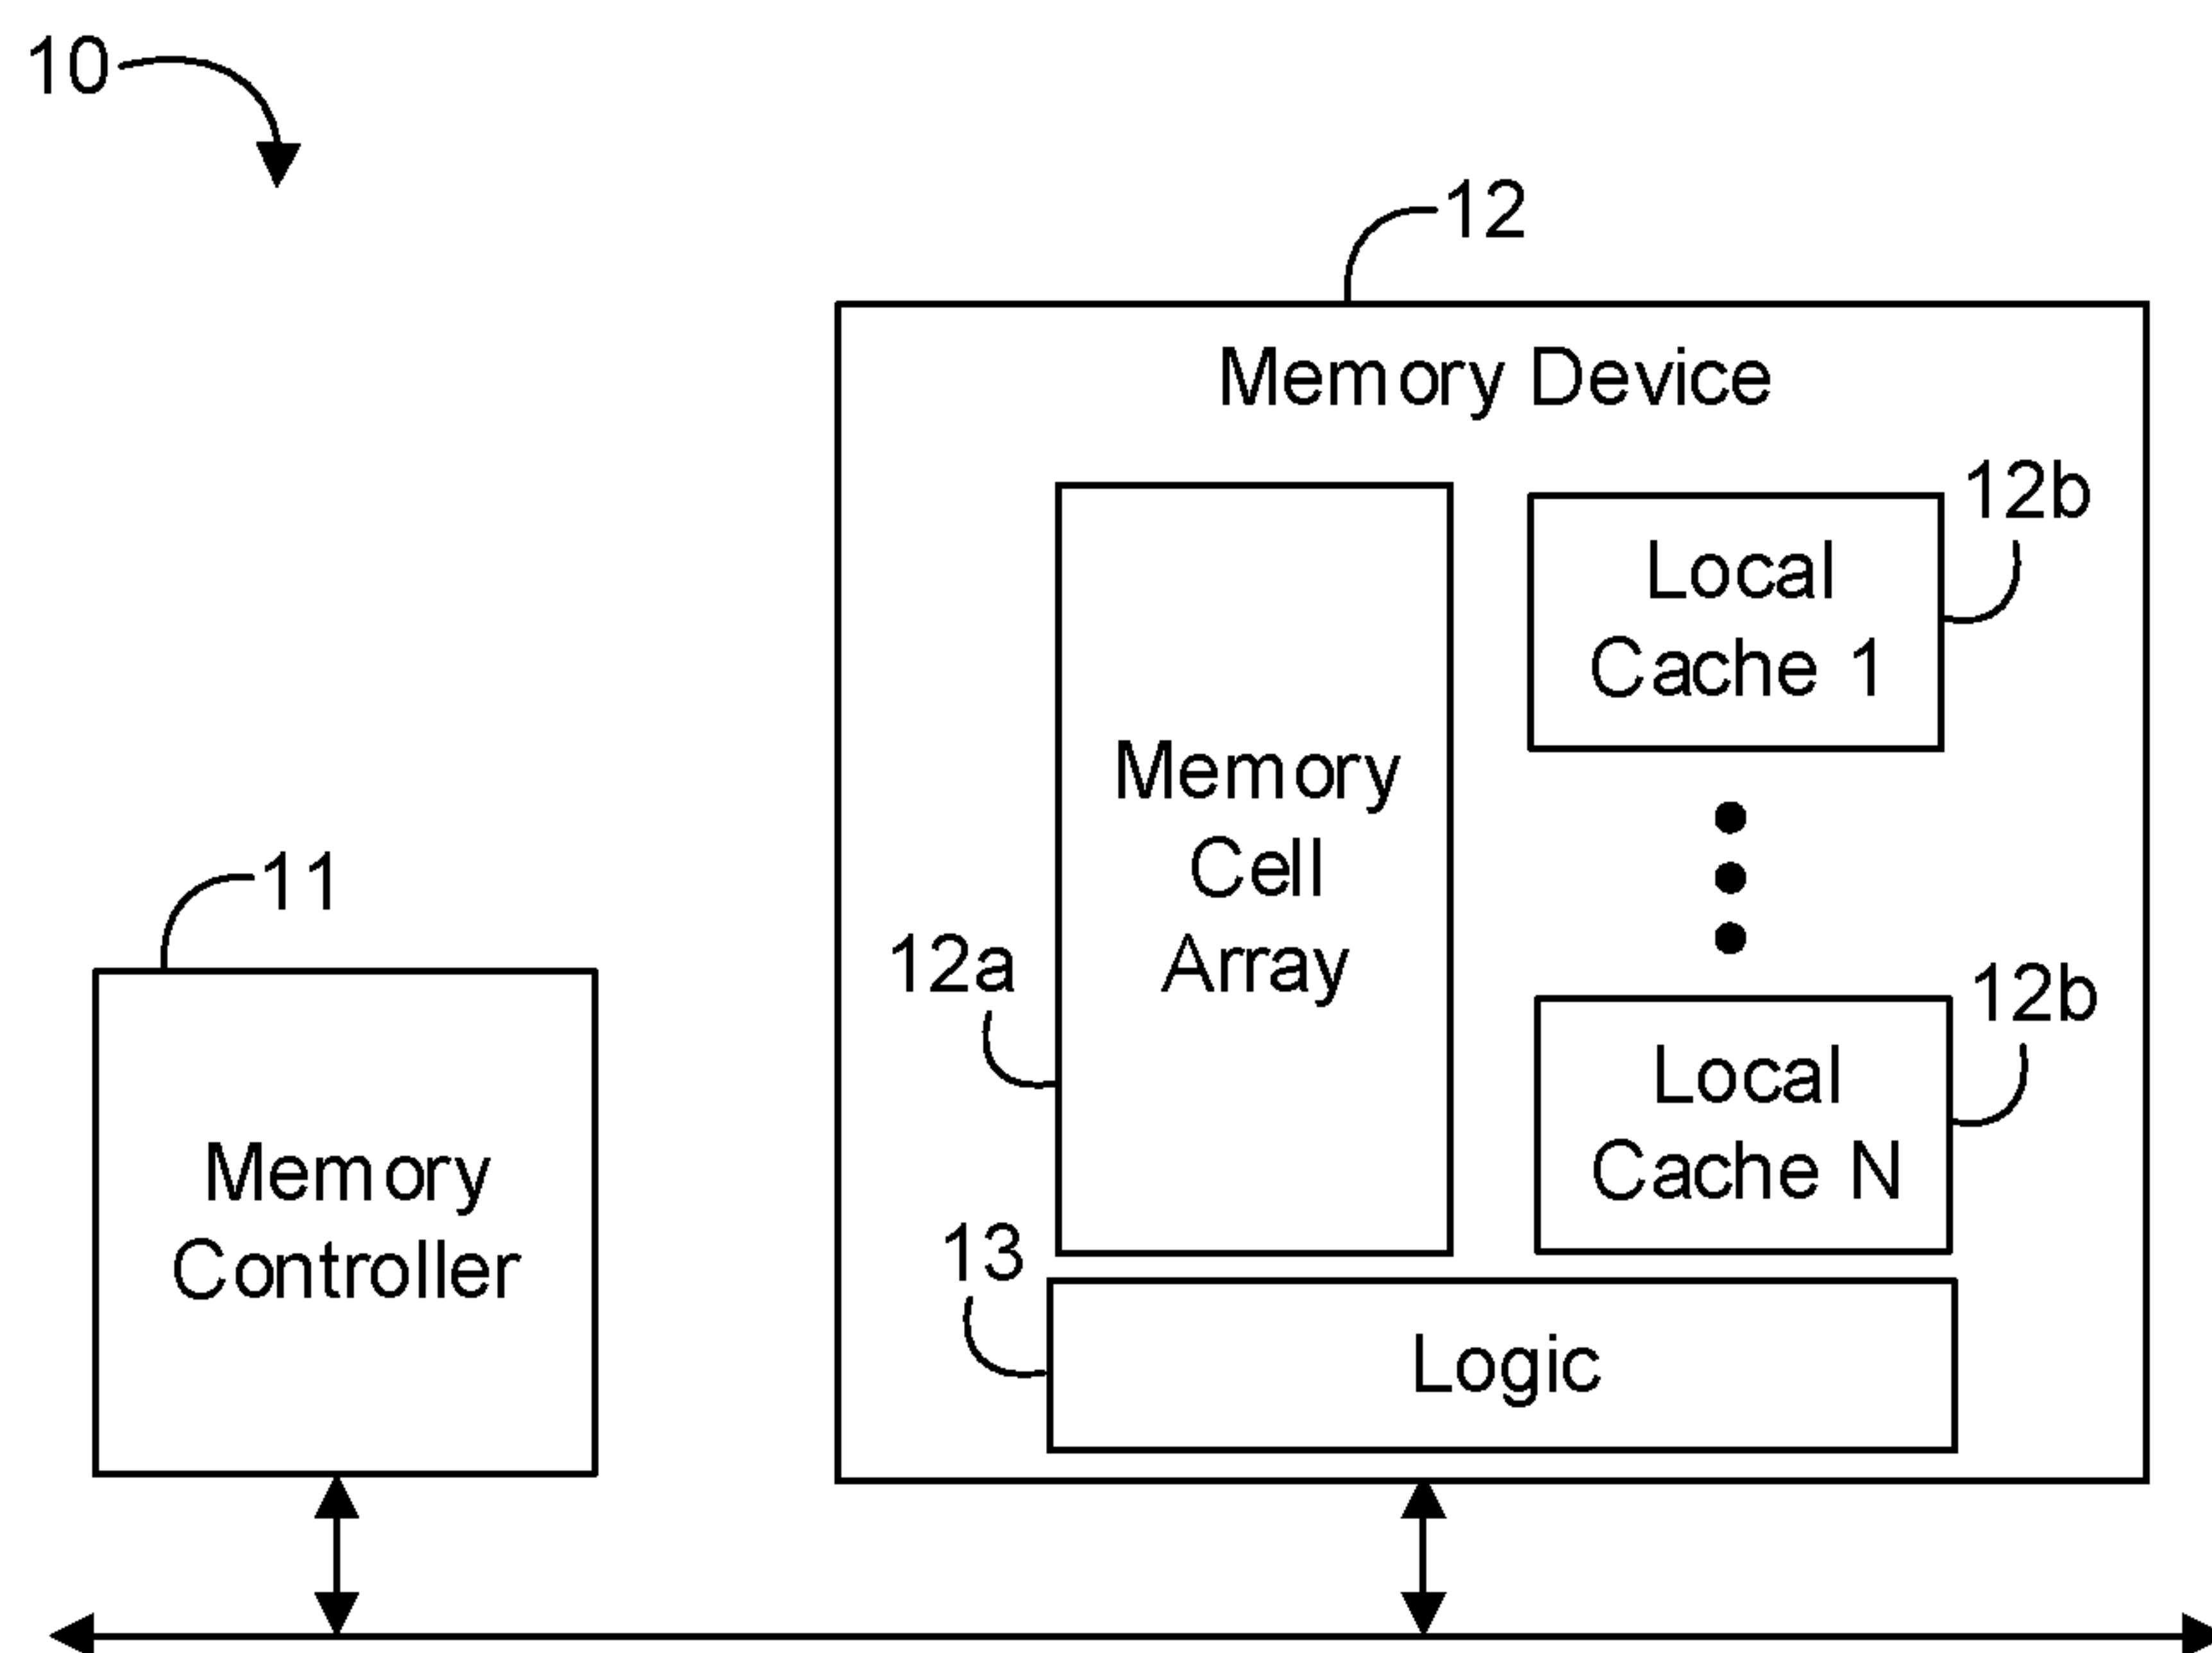 10
12
Memory Device
12b
Local
Cache 1
Memory
Cell
Array
12a
11
12b
Local
Cache N
Memory
Controller
13
Logic